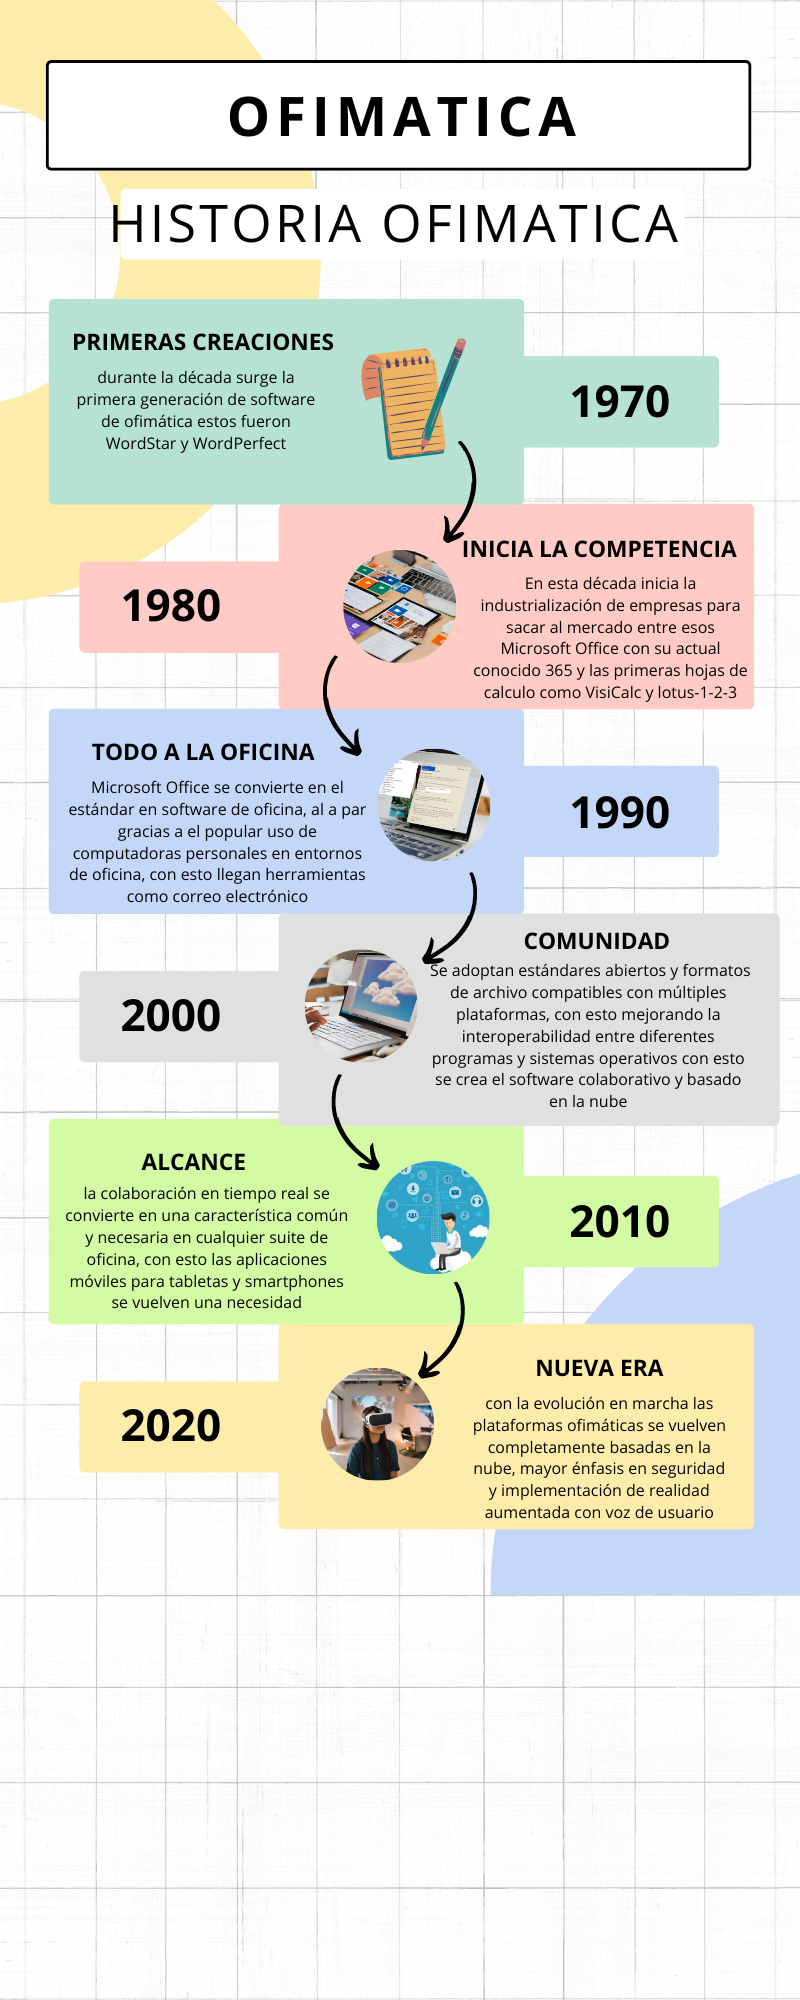 OFIMATICA
HISTORIA OFIMATICA
PRIMERAS CREACIONES
durante la década surge la
primera generación de software
de ofimática estos fueron
WordStar y WordPerfect
1970
INICIA LA COMPETENCIA
En esta década inicia la
industrialización de empresas para
sacar al mercado entre esos
Microsoft Office con su actual
conocido 365 y las primeras hojas de
calculo como VisiCalc y lotus-1-2-3
1980
TODO A LA OFICINA
Microsoft Office se convierte en el
estándar en software de oficina, al a par
gracias a el popular uso de
computadoras personales en entornos
de oficina, con esto llegan herramientas
como correo electrónico
1990
COMUNIDAD
Se adoptan estándares abiertos y formatos
de archivo compatibles con múltiples
plataformas, con esto mejorando la
interoperabilidad entre diferentes
programas y sistemas operativos con esto
se crea el software colaborativo y basado
en la nube
2000
ALCANCE
la colaboración en tiempo real se
convierte en una característica común
y necesaria en cualquier suite de
oficina, con esto las aplicaciones
móviles para tabletas y smartphones
se vuelven una necesidad
2010
NUEVA ERA
con la evolución en marcha las
plataformas ofimáticas se vuelven
completamente basadas en la
nube, mayor énfasis en seguridad
y implementación de realidad
aumentada con voz de usuario
2020